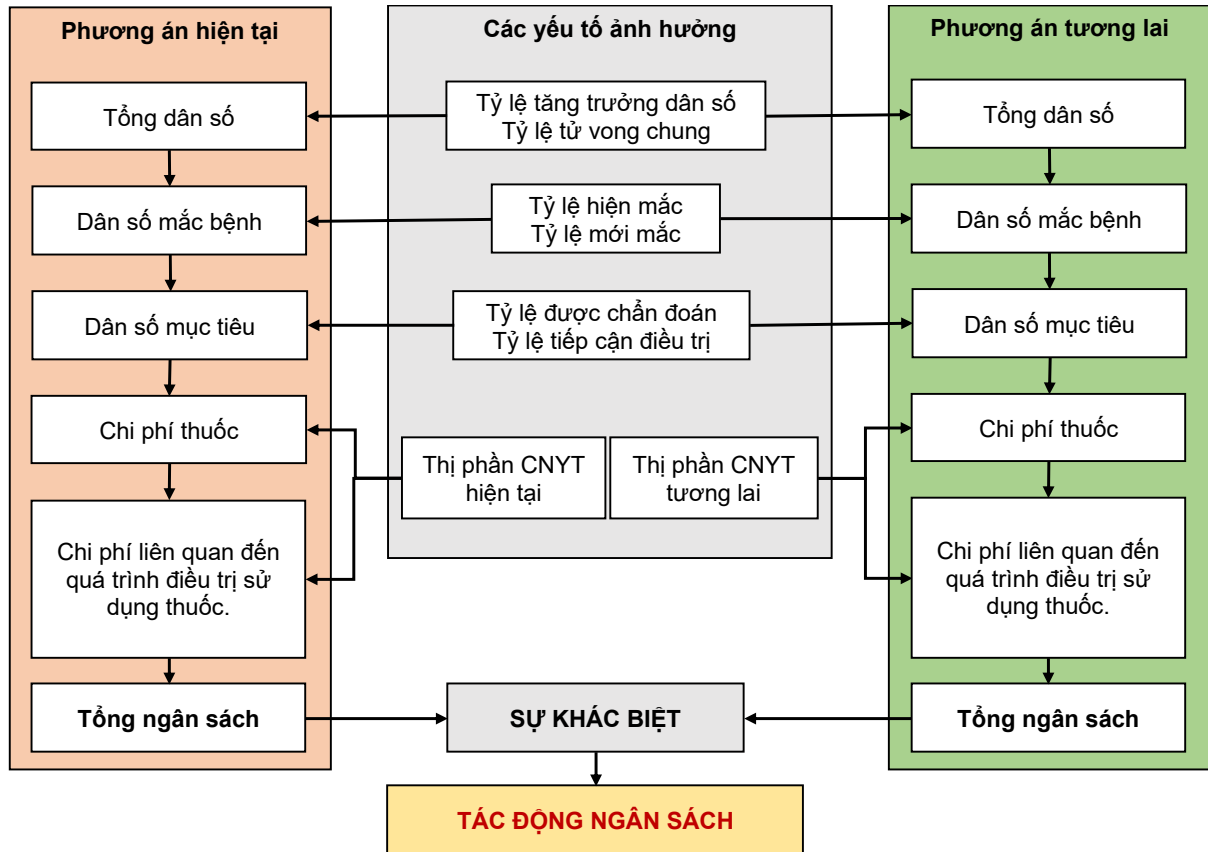 Phương án hiện tại
Tổng dân số
Dân số mắc bệnh
Dân số mục tiêu
Chi phí thuốc
Chi phí liên quan đến
quá trình điều trị sử
dụng thuốc.
Tổng ngân sách
Các yếu tố ảnh hưởng
Tỷ lệ tăng trưởng dân số
Tỷ lệ tử vong chung
Tỷ lệ hiện mắc
Tỷ lệ mới mắc
Tỷ lệ được chẩn đoán
Tỷ lệ tiếp cận điều trị
Thị phần CNYT
hiện tại
Thị phần CNYT
tương lai
Phương án tương lai
Tổng dân số
Dân số mắc bệnh
Dân số mục tiêu
Chi phí thuốc
Chi phí liên quan đến
quá trình điều trị sử
dụng thuốc.
Tổng ngân sách
SỰ KHÁC BIỆT
TÁC ĐỘNG NGÂN SÁCH